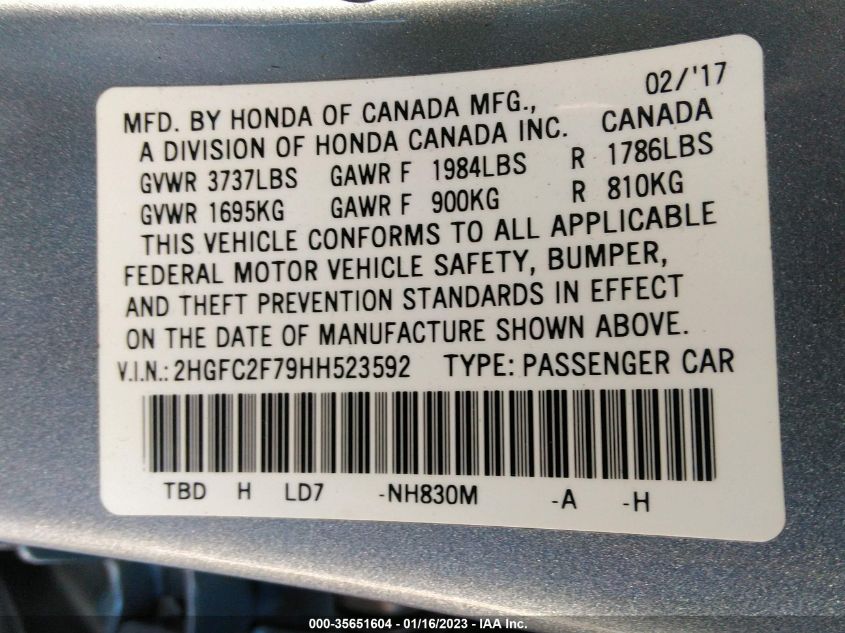 02/'17
MFD. BY HONDA OF CANADA MFG., CANADA
A DIVISION OF HONDA CANADA INC.
GVWR 3737LBS GAWR F 1984LBS R 1786LBS
GVWR 1695KG GAWR F 900KG R 810KG
THIS VEHICLE CONFORMS TO ALL APPLICABLE
FEDERAL MOTOR VEHICLE SAFETY, BUMPER,
AND THEFT PREVENTION STANDARDS IN EFFECT
ON THE DATE OF MANUFACTURE SHOWN ABOVE.
V.I.N.: 2HGFC2F79HH523592 TYPE: PASSENGER CAR
TBD H LD7 -NH830M -A -H
000-35651604 - 01/16/2023 - IAA Inc.